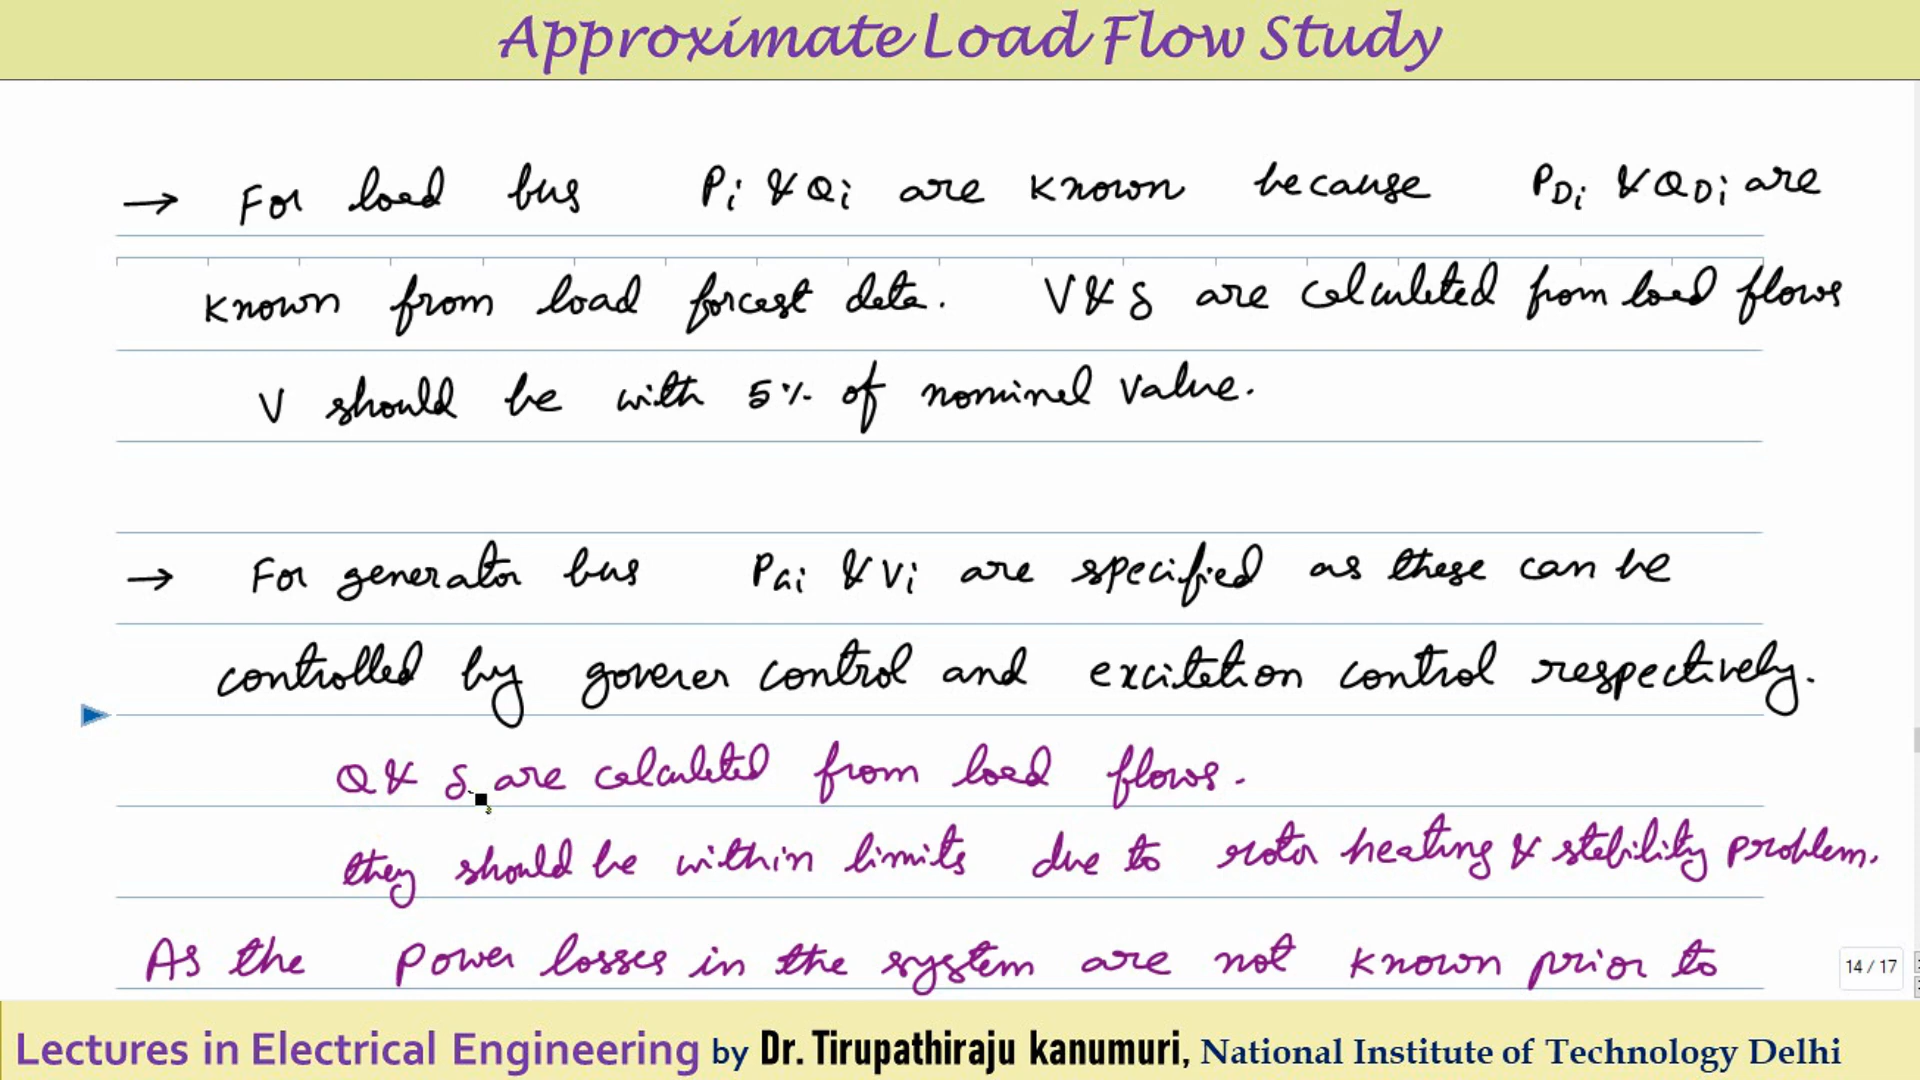 Approximate Load Flow Study
→ For load bus Pi & Qi are known because PDi & QDi are
known from load forcest data. V & δ are calculated from load flows
V should be with 5% of nominal value.
→ For generator bus PGi & Vi are specified as these can be
controlled by goverer control and excitation control respectively.
Q & δ are calculated from load flows.
they should be within limits due to rotor heating & stability problem.
As the power losses in the system are not known prior to
14 / 17
Lectures in Electrical Engineering by Dr. Tirupathiraju kanumuri, National Institute of Technology Delhi